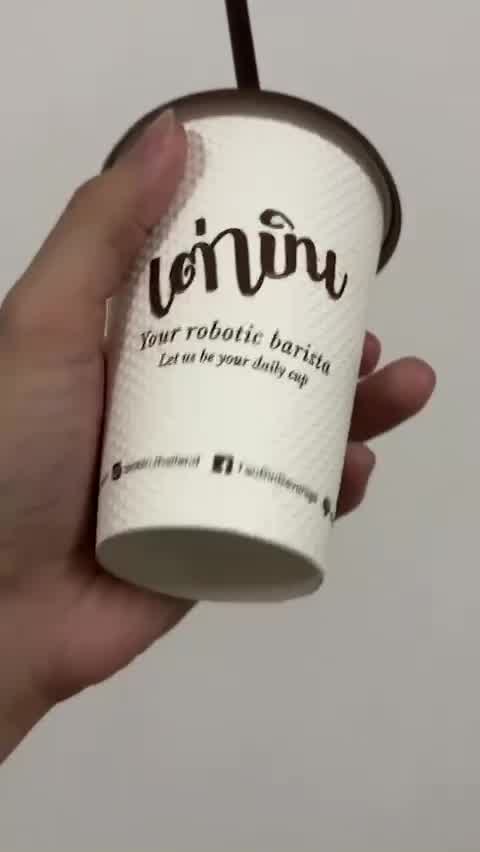 เต่าบิน
Your robotic barista
Let us be your daily cup